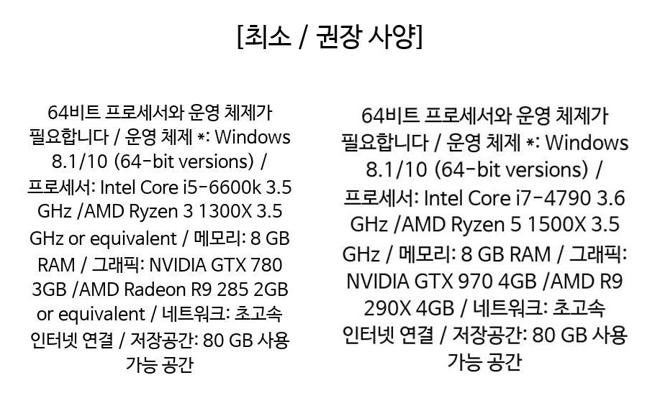 [최소 / 권장 사양]
64비트 프로세서와 운영 체제가
필요합니다 / 운영 체제 *: Windows
8.1/10 (64-bit versions) /
프로세서: Intel Core i5-6600k 3.5
GHz /AMD Ryzen 3 1300X 3.5
GHz or equivalent / 메모리: 8 GB
RAM / 그래픽: NVIDIA GTX 780
3GB /AMD Radeon R9 285 2GB
or equivalent / 네트워크: 초고속
인터넷 연결 / 저장공간: 80 GB 사용
가능 공간
64비트 프로세서와 운영 체제가
필요합니다 / 운영 체제 *: Windows
8.1/10 (64-bit versions) /
프로세서: Intel Core i7-4790 3.6
GHz /AMD Ryzen 5 1500X 3.5
GHz / 메모리: 8 GB RAM / 그래픽:
NVIDIA GTX 970 4GB /AMD R9
290X 4GB / 네트워크: 초고속
인터넷 연결 / 저장공간: 80 GB 사용
가능 공간